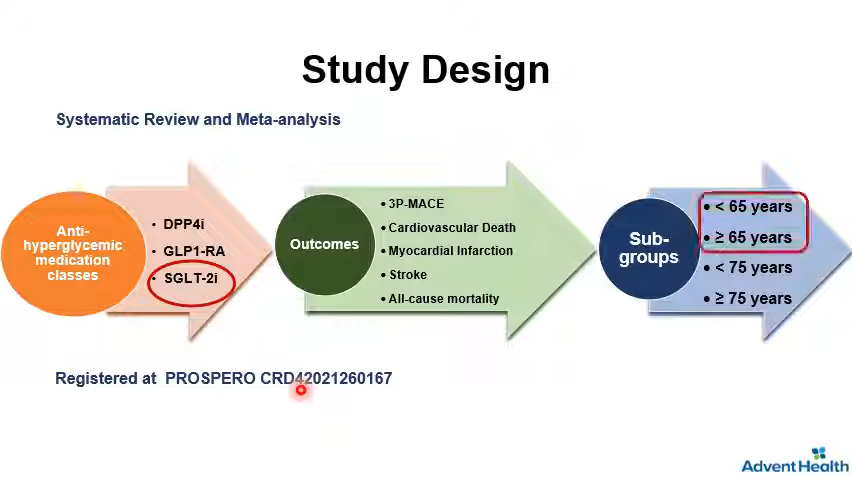 Study Design
Systematic Review and Meta-analysis
Anti-
hyperglycemic
medication
classes
• DPP4i
• GLP1-RA
• SGLT-2i
Outcomes
• 3P-MACE
• Cardiovascular Death
• Myocardial Infarction
• Stroke
• All-cause mortality
Sub-
groups
• < 65 years
• ≥ 65 years
• < 75 years
• ≥ 75 years
Registered at PROSPERO CRD42021260167
Advent Health